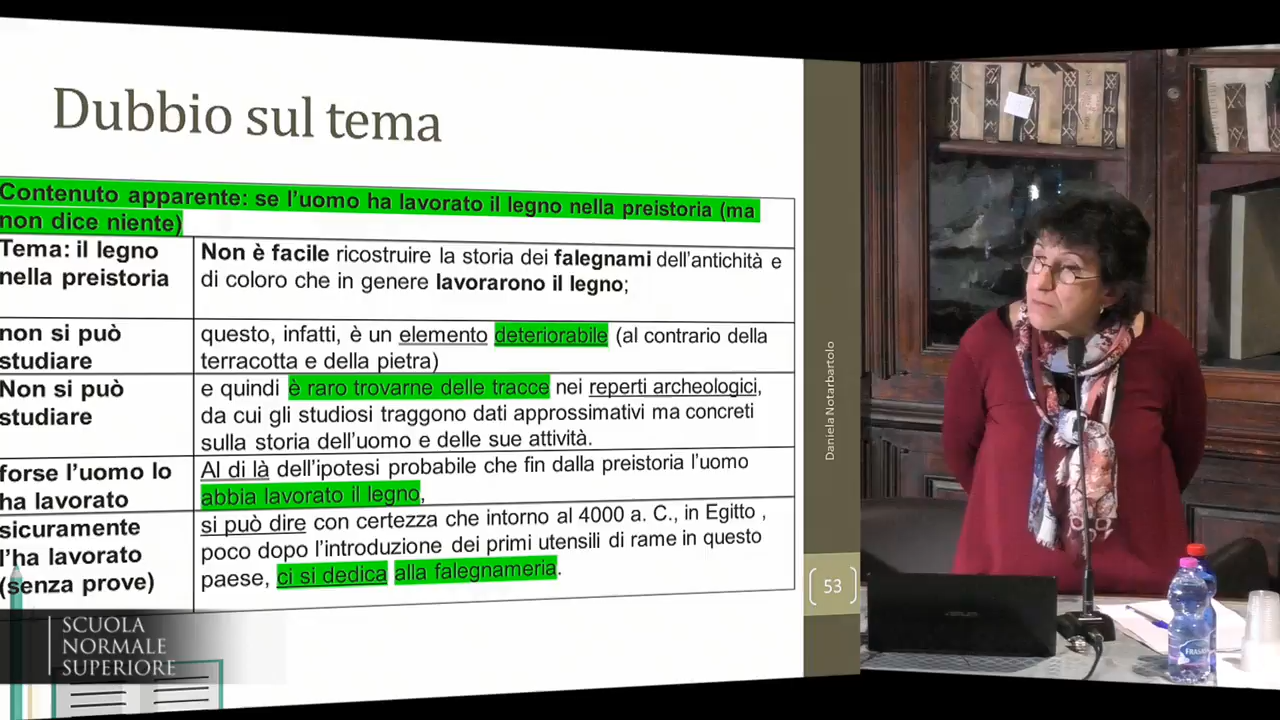 Dubbio sul tema
Contenuto apparente: se l'uomo ha lavorato il legno nella preistoria (ma
non dice niente)
Tema: il legno
nella preistoria
Non è facile ricostruire la storia dei falegnami dell'antichità e
di coloro che in genere lavorarono il legno;
non si può
studiare
questo, infatti, è un elemento deteriorabile (al contrario della
terracotta e della pietra)
Non si può
studiare
e quindi è raro trovarne delle tracce nei reperti archeologici,
da cui gli studiosi traggono dati approssimativi ma concreti
sulla storia dell'uomo e delle sue attività.
forse l'uomo lo
ha lavorato
Al di là dell'ipotesi probabile che fin dalla preistoria l'uomo
abbia lavorato il legno,
sicuramente
l'ha lavorato
(senza prove)
si può dire con certezza che intorno al 4000 a. C., in Egitto ,
poco dopo l'introduzione dei primi utensili di rame in questo
paese, ci si dedica alla falegnameria.
Daniela Notarbartolo
53
SCUOLA
NORMALE
SUPERIORE
ASUS